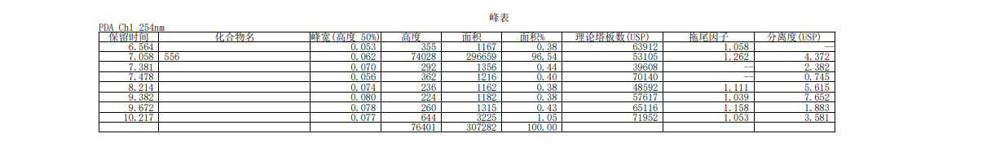 峰表
PDA Ch1 254nm
保留时间 化合物名 峰宽(高度 50%) 高度 面积 面积% 理论塔板数(USP) 拖尾因子 分离度(USP)
6.564 0.053 355 1167 0.38 63912 1.058 --
7.058 556 0.062 74028 296659 96.54 53105 1.262 4.372
7.381 0.070 292 1356 0.44 39608 -- 2.382
7.478 0.056 362 1216 0.40 70140 -- 0.745
8.214 0.074 236 1162 0.38 48592 1.111 5.615
9.382 0.080 224 1182 0.38 57617 1.039 7.652
9.672 0.078 260 1315 0.43 65116 1.158 1.883
10.217 0.077 644 3225 1.05 71952 1.053 3.581
76401 307282 100.00